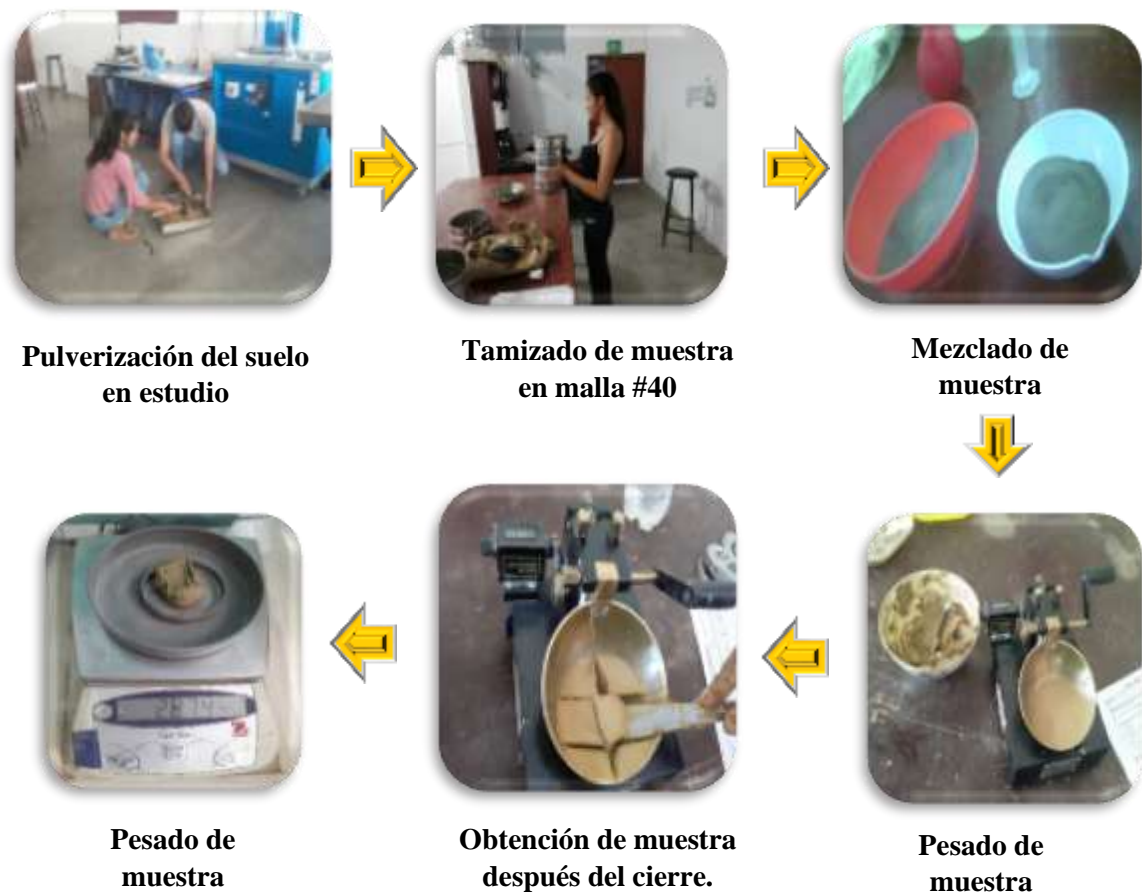 Pulverización del suelo
en estudio
Tamizado de muestra
en malla #40
Mezclado de
muestra
Pesado de
muestra
Obtención de muestra
después del cierre.
Pesado de
muestra